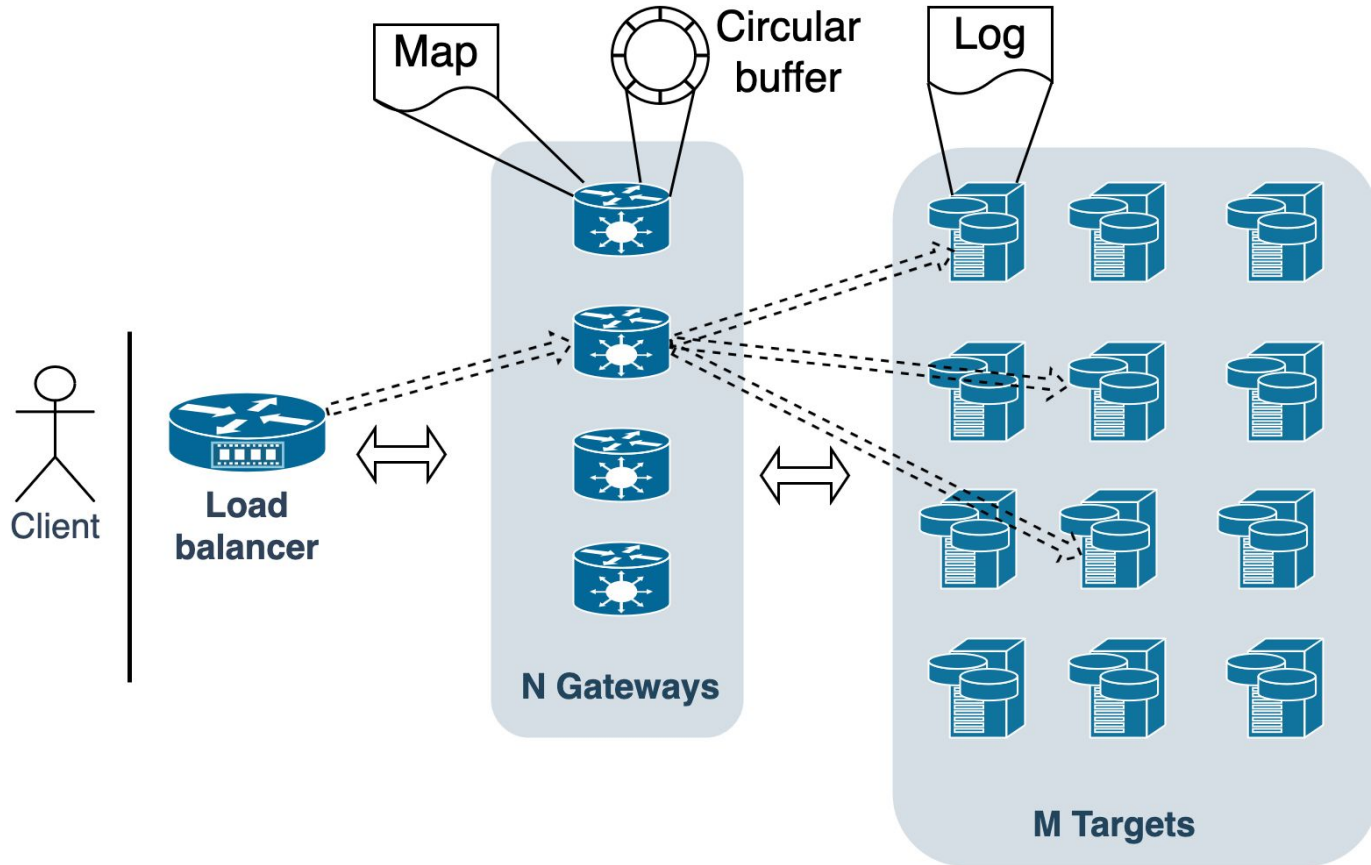 Map
Circular
buffer
Log
Client
Load
balancer
N Gateways
M Targets